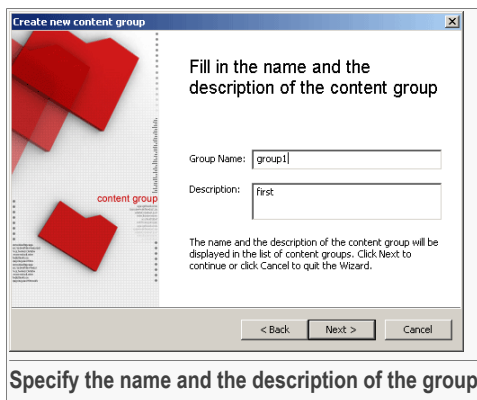 Create new content group
Fill in the name and the
description of the content group
content group
Group Name: group1
Description: first
The name and the description of the content group will be
displayed in the list of content groups. Click Next to
continue or click Cancel to quit the Wizard.
< Back Next > Cancel
Specify the name and the description of the group